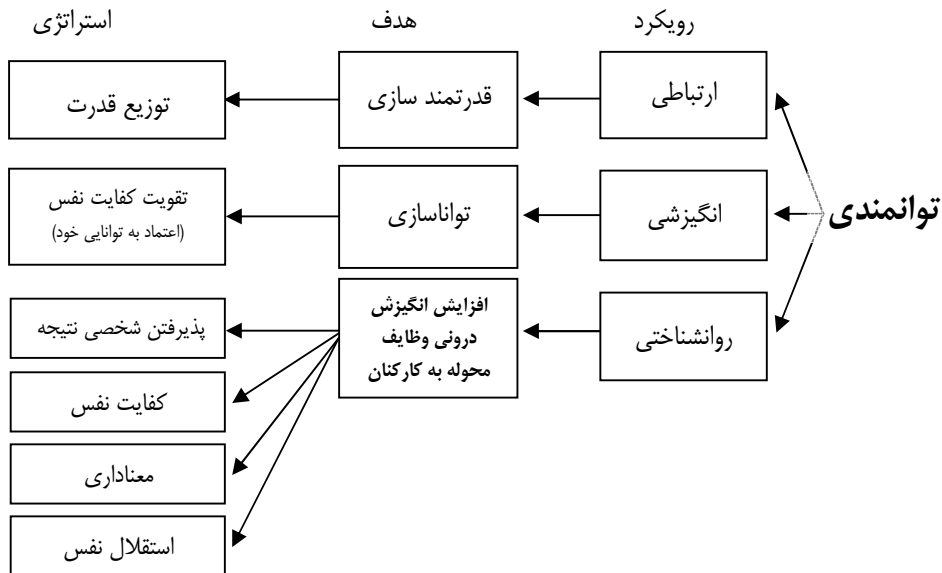 رویکرد
هدف
استراتژی
توانمندی
ارتباطی
قدرتمند سازی
توزیع قدرت
انگیزشی
تواناسازی
تقویت کفایت نفس
(اعتماد به توانایی خود)
روانشناختی
افزایش انگیزش
درونی وظایف
محوله به کارکنان
پذیرفتن شخصی نتیجه
کفایت نفس
معناداری
استقلال نفس